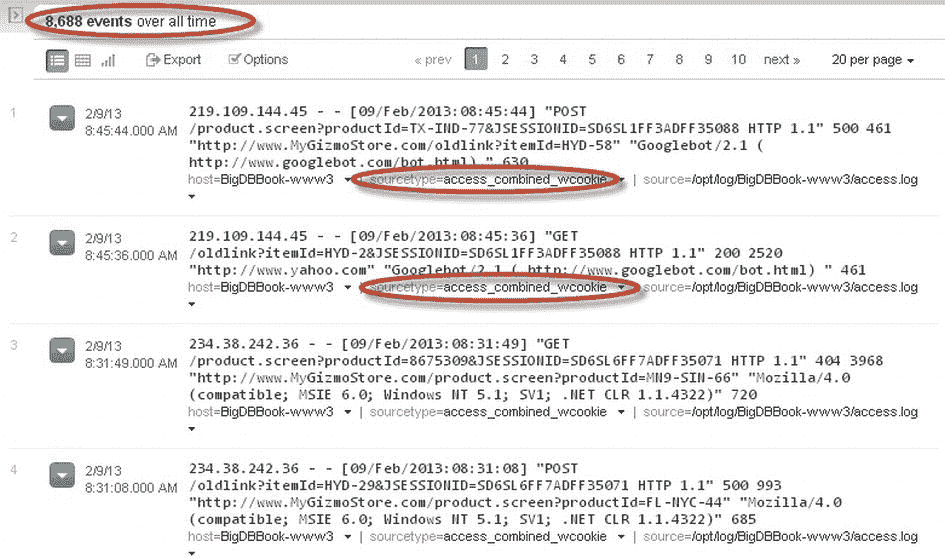 8,688 events over all time
Export Options « prev 1 2 3 4 5 6 7 8 9 10 next » 20 per page
1 2/9/13 219.109.144.45 - - [09/Feb/2013:08:45:44] "POST
8:45:44.000 AM /product.screen?productId=TX-IND-77&JSESSIONID=SD6SL1FF3ADFF35088 HTTP 1.1" 500 461
"http://www.MyGizmoStore.com/oldlink?itemId=HYD-58" "Googlebot/2.1 (
http://www.googlebot.com/bot.html) " 630
host=BigDBBook-www3 | sourcetype=access_combined_wcookie | source=/opt/log/BigDBBook-www3/access.log
2 2/9/13 219.109.144.45 - - [09/Feb/2013:08:45:36] "GET
8:45:36.000 AM /oldlink?itemId=HYD-2&JSESSIONID=SD6SL1FF3ADFF35088 HTTP 1.1" 200 2520
"http://www.yahoo.com" "Googlebot/2.1 ( http://www.googlebot.com/bot.html) " 461
host=BigDBBook-www3 | sourcetype=access_combined_wcookie source=/opt/log/BigDBBook-www3/access.log
3 2/9/13 234.38.242.36 - - [09/Feb/2013:08:31:49] "GET
8:31:49.000 AM /product.screen?productId=8675309&JSESSIONID=SD6SL6FF7ADFF35071 HTTP 1.1" 404 3968
"http://www.MyGizmoStore.com/product.screen?productId=MN9-SIN-66" "Mozilla/4.0
(compatible; MSIE 6.0; Windows NT 5.1; SV1; .NET CLR 1.1.4322)" 720
host=BigDBBook-www3 | sourcetype=access_combined_wcookie | source=/opt/log/BigDBBook-www3/access.log
4 2/9/13 234.38.242.36 - - [09/Feb/2013:08:31:08] "POST
8:31:08.000 AM /oldlink?itemId=HYD-29&JSESSIONID=SD6SL6FF7ADFF35071 HTTP 1.1" 500 993
"http://www.MyGizmoStore.com/product.screen?productId=FL-NYC-44" "Mozilla/4.0
(compatible; MSIE 6.0; Windows NT 5.1; SV1; .NET CLR 1.1.4322)" 685
host=BigDBBook-www3 | sourcetype=access_combined_wcookie | source=/opt/log/BigDBBook-www3/access.log